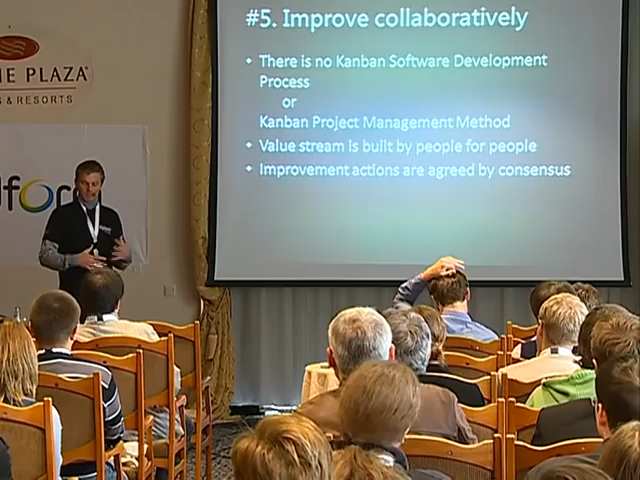 #5. Improve collaboratively
• There is no Kanban Software Development
Process
or
Kanban Project Management Method
• Value stream is built by people for people
• Improvement actions are agreed by consensus
PLAZA
& RESORTS